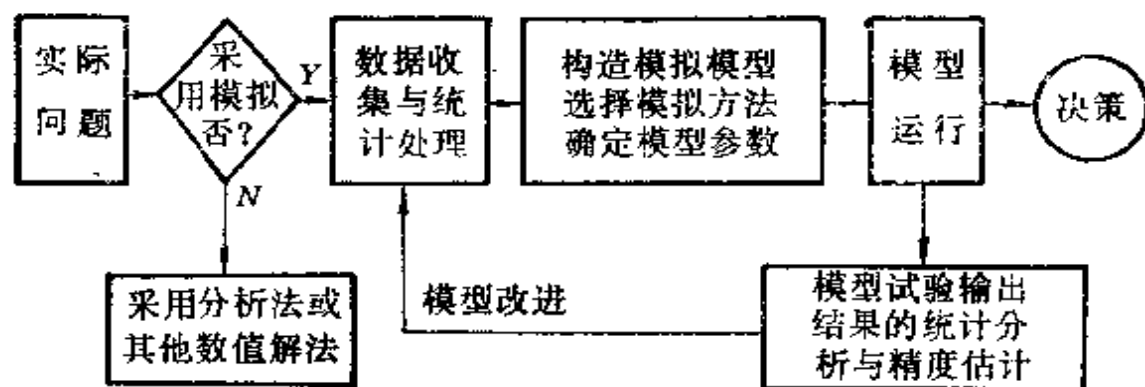 实际
问题
采
用模拟
否?
Y
N
数据收
集与统
计处理
构造模拟模型
选择模拟方法
确定模型参数
模型
运行
决策
采用分析法或
其他数值解法
模型改进
模型试验输出
结果的统计分
析与精度估计